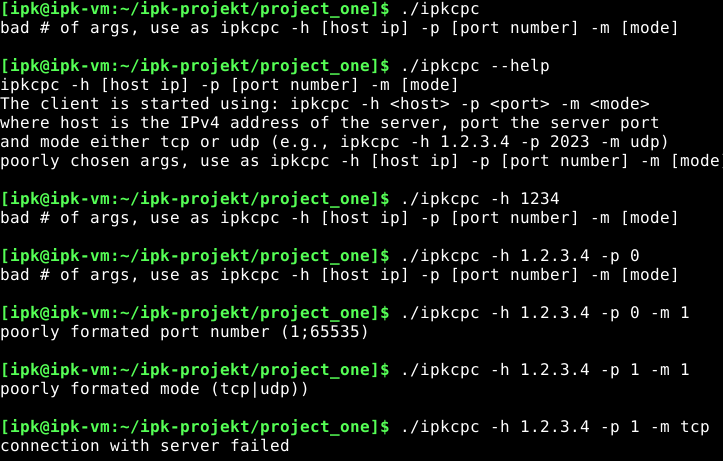 [ipk@ipk-vm:~/ipk-projekt/project_one]$ ./ipkcpc
bad # of args, use as ipkcpc -h [host ip] -p [port number] -m [mode]
[ipk@ipk-vm:~/ipk-projekt/project_one]$ ./ipkcpc --help
ipkcpc -h [host ip] -p [port number] -m [mode]
The client is started using: ipkcpc -h <host> -p <port> -m <mode>
where host is the IPv4 address of the server, port the server port
and mode either tcp or udp (e.g., ipkcpc -h 1.2.3.4 -p 2023 -m udp)
poorly chosen args, use as ipkcpc -h [host ip] -p [port number] -m [mode
[ipk@ipk-vm:~/ipk-projekt/project_one]$ ./ipkcpc -h 1234
bad # of args, use as ipkcpc -h [host ip] -p [port number] -m [mode]
[ipk@ipk-vm:~/ipk-projekt/project_one]$ ./ipkcpc -h 1.2.3.4 -p 0
bad # of args, use as ipkcpc -h [host ip] -p [port number] -m [mode]
[ipk@ipk-vm:~/ipk-projekt/project_one]$ ./ipkcpc -h 1.2.3.4 -p 0 -m 1
poorly formated port number (1;65535)
[ipk@ipk-vm:~/ipk-projekt/project_one]$ ./ipkcpc -h 1.2.3.4 -p 1 -m 1
poorly formated mode (tcp|udp))
[ipk@ipk-vm:~/ipk-projekt/project_one]$ ./ipkcpc -h 1.2.3.4 -p 1 -m tcp
connection with server failed